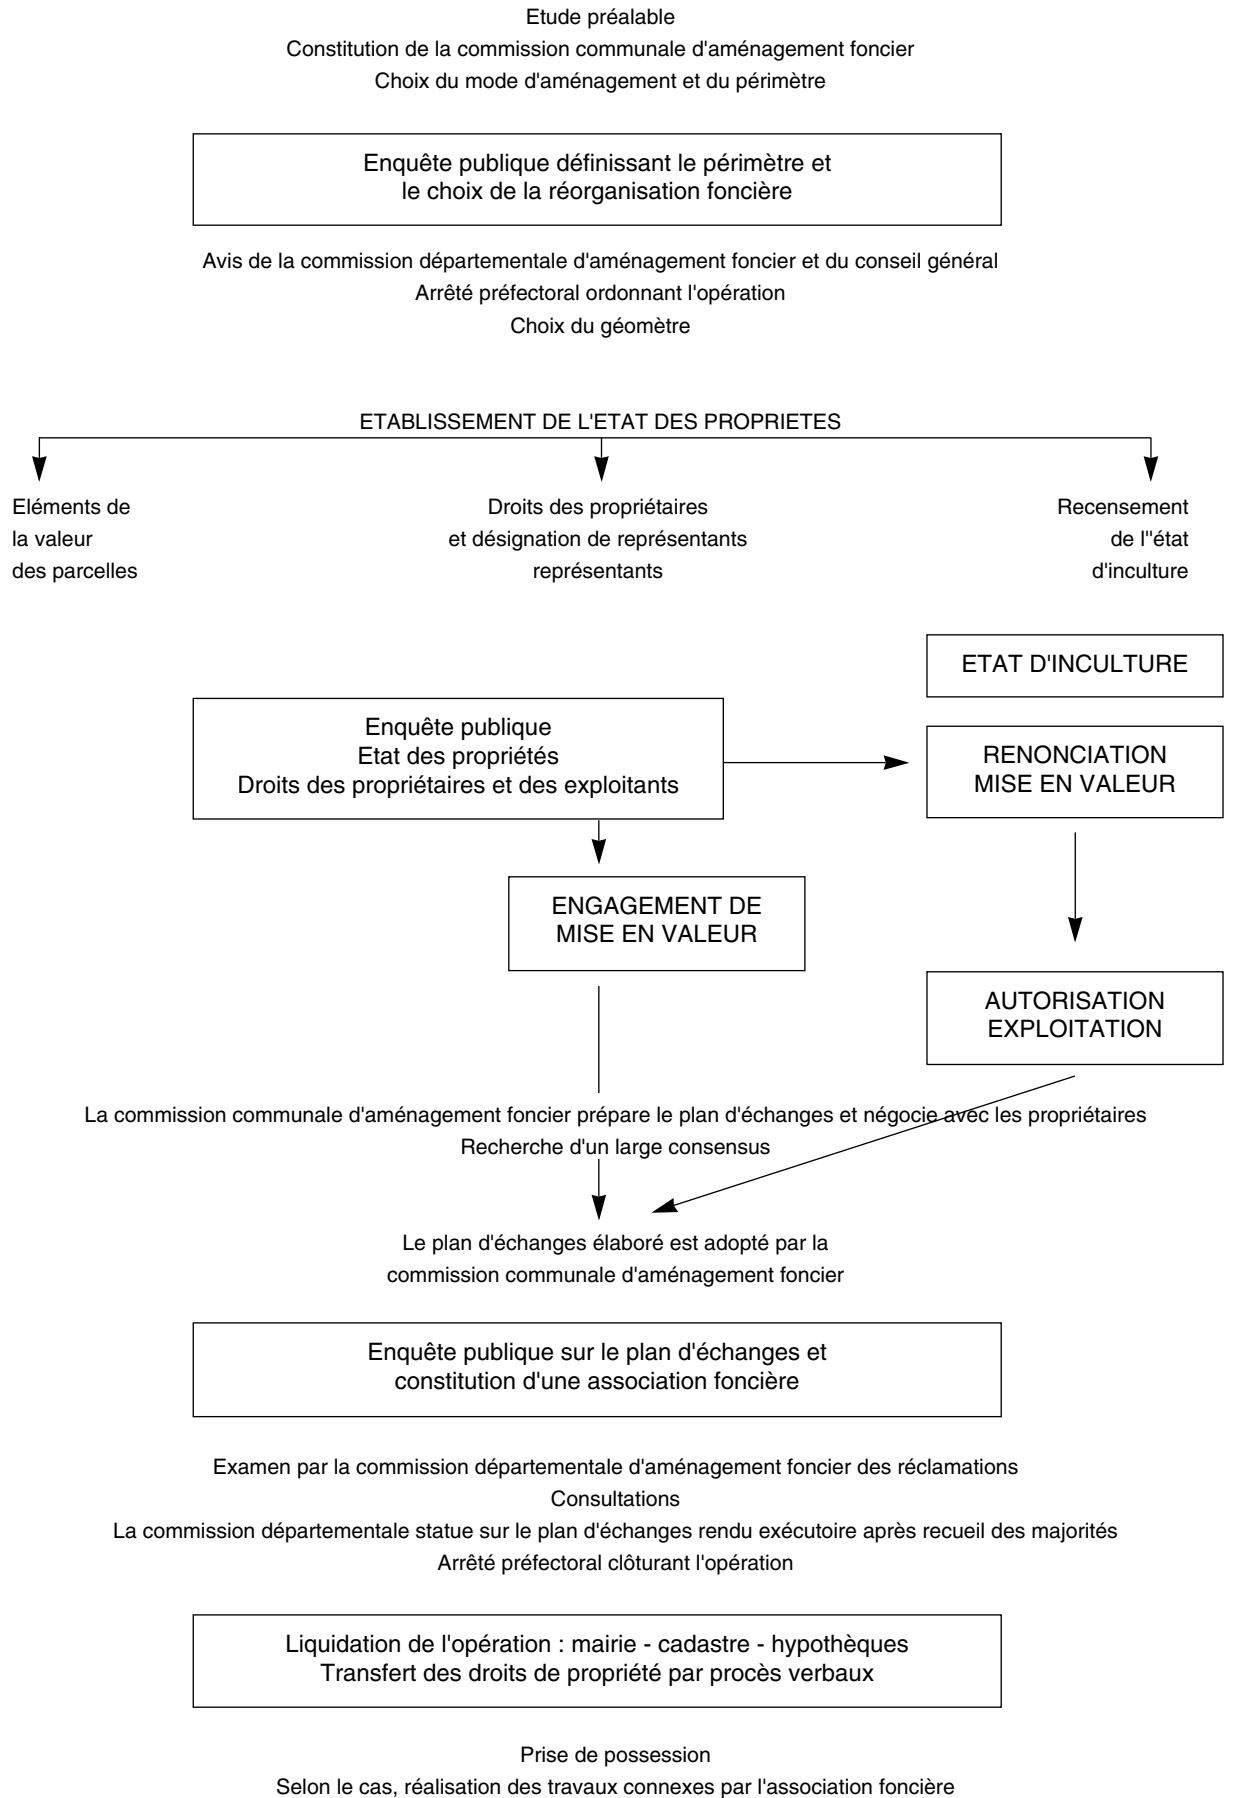 Etude préalable
Constitution de la commission communale d'aménagement foncier
Choix du mode d'aménagement et du périmètre
Enquête publique définissant le périmètre et
le choix de la réorganisation foncière
Avis de la commission départementale d'aménagement foncier et du conseil général
Arrêté préfectoral ordonnant l'opération
Choix du géomètre
ETABLISSEMENT DE L'ETAT DES PROPRIETES
Eléments de
la valeur
des parcelles
Droits des propriétaires
et désignation de représentants
représentants
Recensement
de l''état
d'inculture
ETAT D'INCULTURE
Enquête publique
Etat des propriétés
Droits des propriétaires et des exploitants
RENONCIATION
MISE EN VALEUR
ENGAGEMENT DE
MISE EN VALEUR
AUTORISATION
EXPLOITATION
La commission communale d'aménagement foncier prépare le plan d'échanges et négocie avec les propriétaires
Recherche d'un large consensus
Le plan d'échanges élaboré est adopté par la
commission communale d'aménagement foncier
Enquête publique sur le plan d'échanges et
constitution d'une association foncière
Examen par la commission départementale d'aménagement foncier des réclamations
Consultations
La commission départementale statue sur le plan d'échanges rendu exécutoire après recueil des majorités
Arrêté préfectoral clôturant l'opération
Liquidation de l'opération : mairie - cadastre - hypothèques
Transfert des droits de propriété par procès verbaux
Prise de possession
Selon le cas, réalisation des travaux connexes par l'association foncière